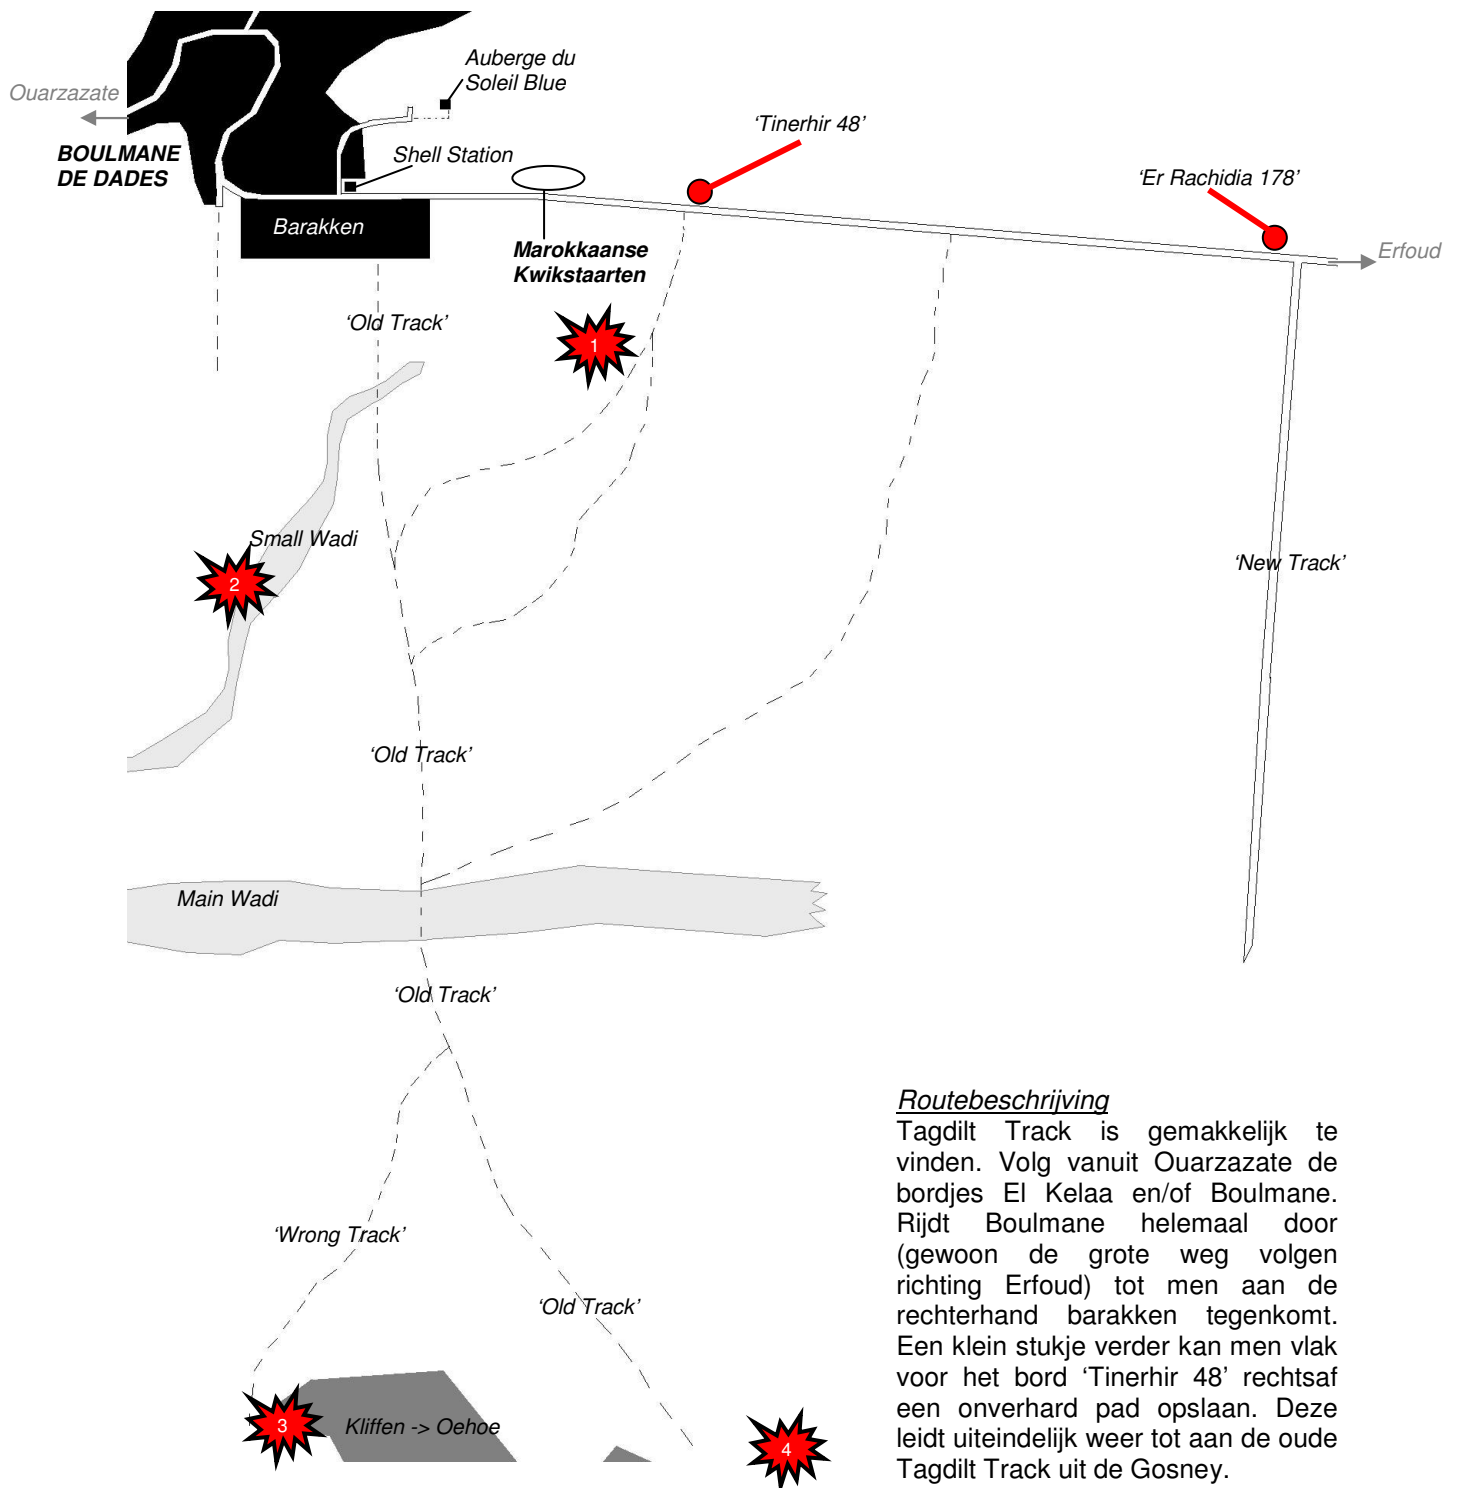 Auberge du
Soleil Blue
Ouarzazate
‘Tinerhir 48’
BOULMANE
DE DADES
Shell Station
‘Er Rachidia 178’
Barakken
Marokkaanse
Kwikstaarten
Erfoud
‘Old Track’
1
Small Wadi
2
‘New Track’
‘Old Track’
Main Wadi
‘Old Track’
‘Wrong Track’
‘Old Track’
3
Kliffen -> Oehoe
4
Routebeschrijving
Tagdilt Track is gemakkelijk te
vinden. Volg vanuit Ouarzazate de
bordjes El Kelaa en/of Boulmane.
Rijdt Boulmane helemaal door
(gewoon de grote weg volgen
richting Erfoud) tot men aan de
rechterhand barakken tegenkomt.
Een klein stukje verder kan men vlak
voor het bord ‘Tinerhir 48’ rechtsaf
een onverhard pad opslaan. Deze
leidt uiteindelijk weer tot aan de oude
Tagdilt Track uit de Gosney.